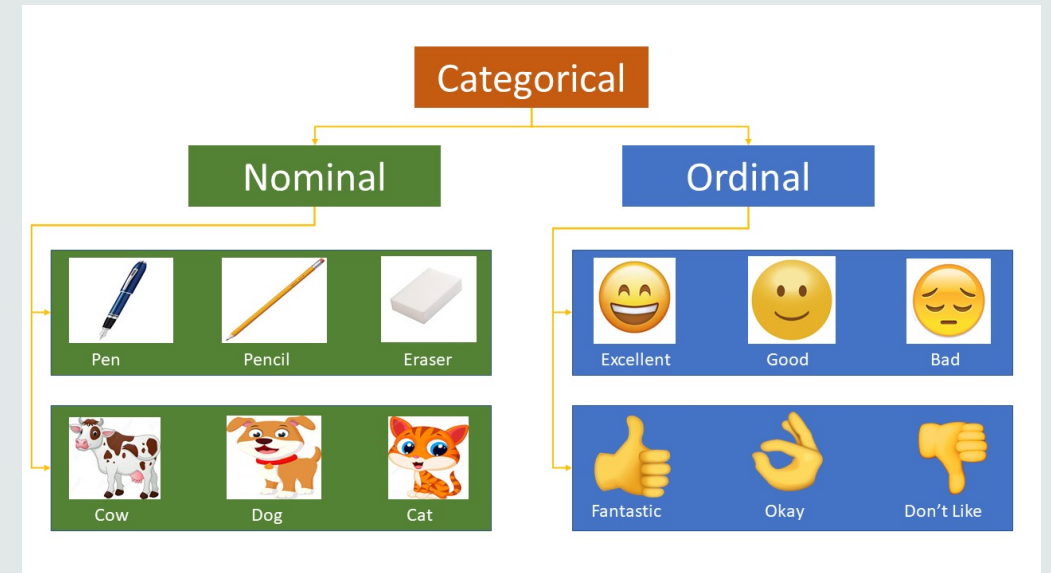 Categorical
Nominal
Ordinal
Pen
Pencil
Eraser
Excellent
Good
Bad
Cow
Dog
Cat
Fantastic
Okay
Don’t Like